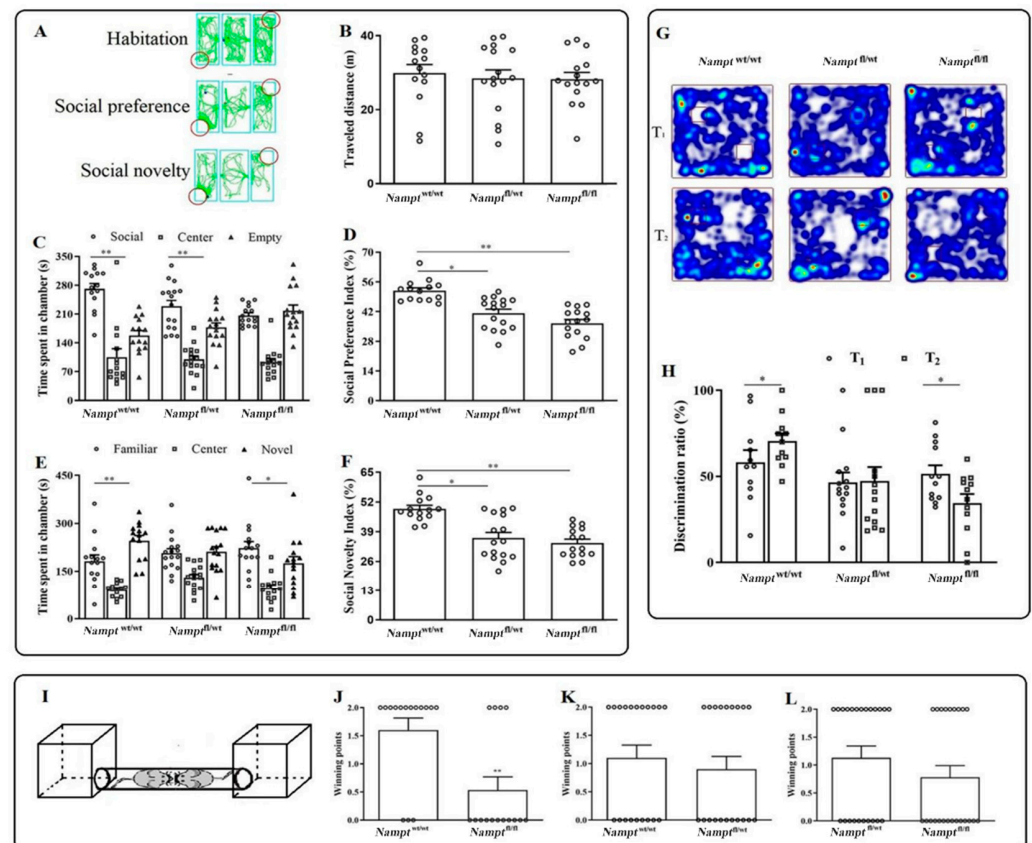 A
Habitation
Social preference
Social novelty
B
Traveled distance (m)
40
20
0
Nampt wt/wt Nampt fl/wt Nampt fl/fl
C
Social Center Empty
Time spent in chamber (s)
350
280
210
140
70
0
** **
Nampt wt/wt Nampt fl/wt Nampt fl/fl
D
Social Preference Index (%)
70
56
42
28
14
0
**
*
Nampt wt/wt Nampt fl/wt Nampt fl/fl
E
Familiar Center Novel
Time spent in chamber (s)
450
300
150
0
** *
Nampt wt/wt Nampt fl/wt Nampt fl/fl
F
Social Novelty Index (%)
65
52
39
26
13
0
**
*
Nampt wt/wt Nampt fl/wt Nampt fl/fl
G
Nampt wt/wt Nampt fl/wt Nampt fl/fl
T1
T2
H
T1 T2
Discrimination ratio (%)
100
50
0
* *
Nampt wt/wt Nampt fl/wt Nampt fl/fl
I
J
Winning points
2.0
1.5
1.0
0.5
0.0
**
Nampt wt/wt Nampt fl/fl
K
Winning points
2.0
1.5
1.0
0.5
0.0
Nampt wt/wt Nampt fl/wt
L
Winning points
2.0
1.5
1.0
0.5
0.0
Nampt fl/wt Nampt fl/fl